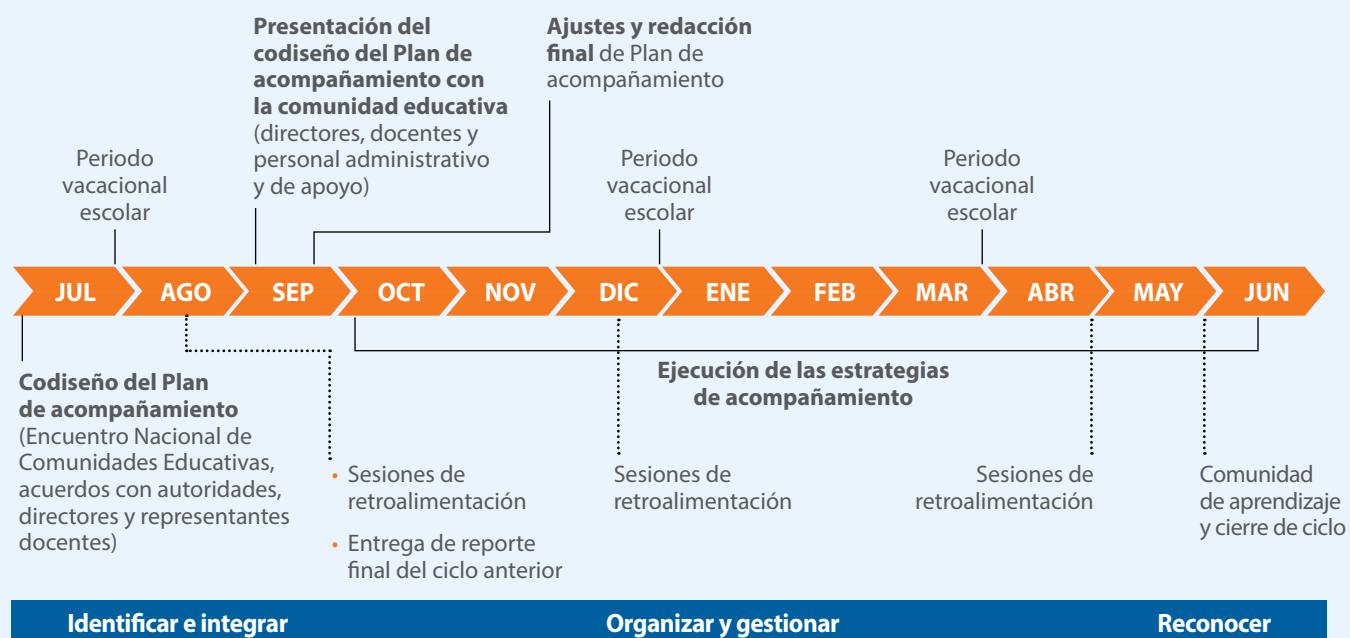 Presentación del
codiseño del Plan de
acompañamiento con
la comunidad educativa
(directores, docentes y
personal administrativo
y de apoyo)
Ajustes y redacción
final de Plan de
acompañamiento
Periodo
vacacional
escolar
Periodo
vacacional
escolar
Periodo
vacacional
escolar
JUL AGO SEP OCT NOV DIC ENE FEB MAR ABR MAY JUN
Codiseño del Plan
de acompañamiento
(Encuentro Nacional de
Comunidades Educativas,
acuerdos con autoridades,
directores y representantes
docentes)
• Sesiones de
retroalimentación
• Entrega de reporte
final del ciclo anterior
Ejecución de las estrategias
de acompañamiento
Sesiones de
retroalimentación
Sesiones de
retroalimentación
Comunidad
de aprendizaje
y cierre de ciclo
Identificar e integrar Organizar y gestionar Reconocer